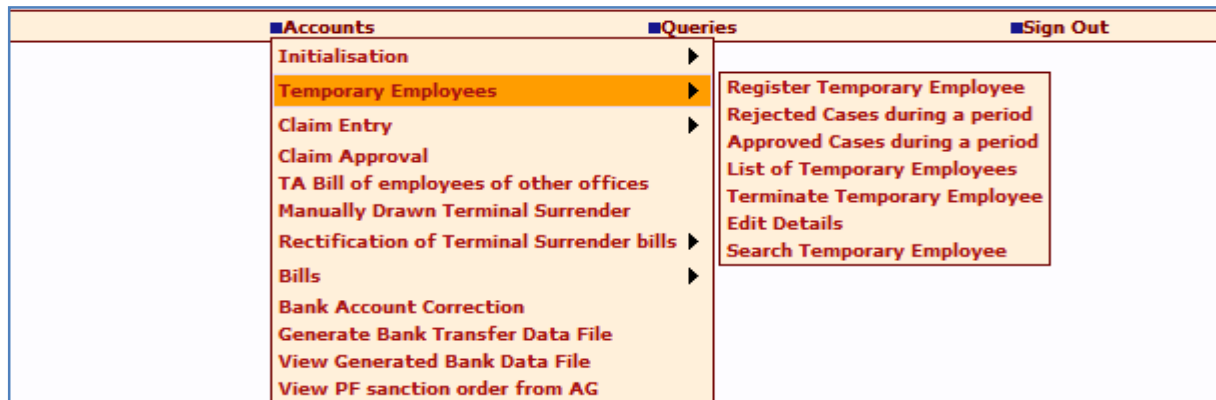 Accounts
Queries
Sign Out
Initialisation
Temporary Employees
Claim Entry
Claim Approval
TA Bill of employees of other offices
Manually Drawn Terminal Surrender
Rectification of Terminal Surrender bills
Bills
Bank Account Correction
Generate Bank Transfer Data File
View Generated Bank Data File
View PF sanction order from AG
Register Temporary Employee
Rejected Cases during a period
Approved Cases during a period
List of Temporary Employees
Terminate Temporary Employee
Edit Details
Search Temporary Employee